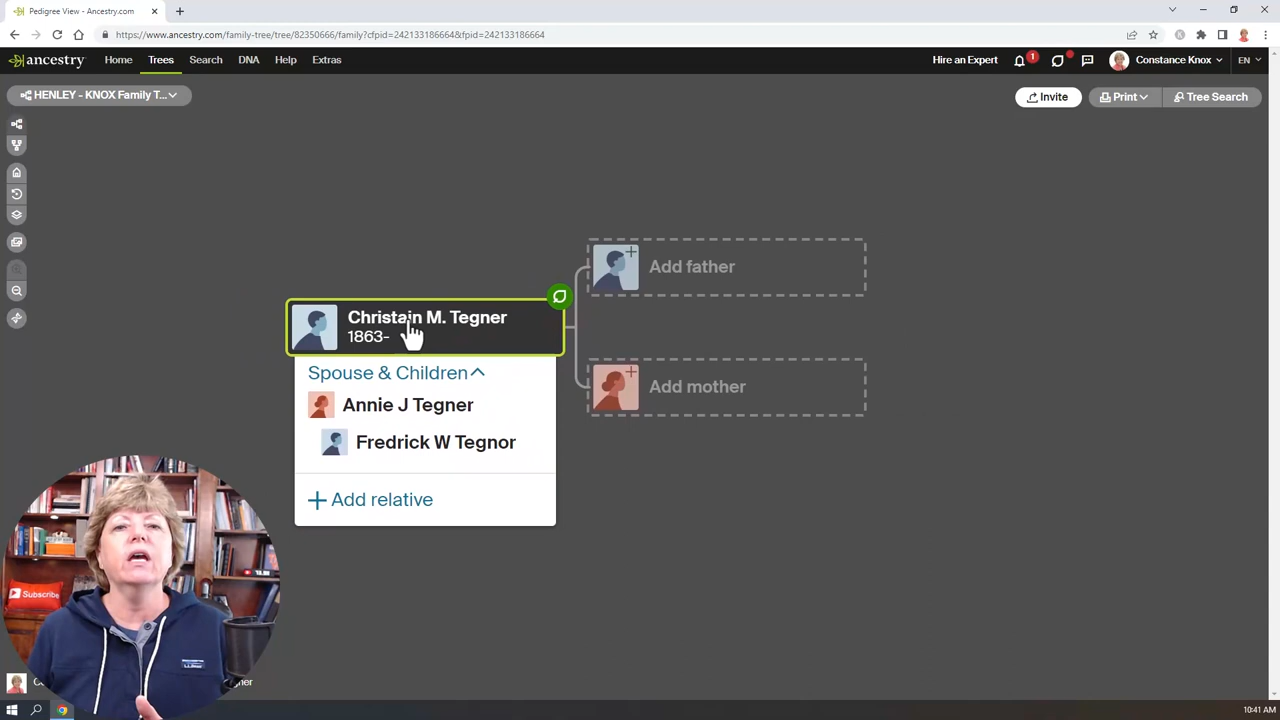 Pedigree View - Ancestry.com
https://www.ancestry.com/family-tree/tree/82350666/family?cfpid=242133186664&fpid=242133186664
ancestry
Home
Trees
Search
DNA
Help
Extras
Hire an Expert
1
Constance Knox
EN
HENLEY - KNOX Family T...
Invite
Print
Tree Search
Add father
Christain M. Tegner
1863-
Spouse & Children
Add mother
Annie J Tegner
Fredrick W Tegnor
+ Add relative
Subscribe
10:41 AM